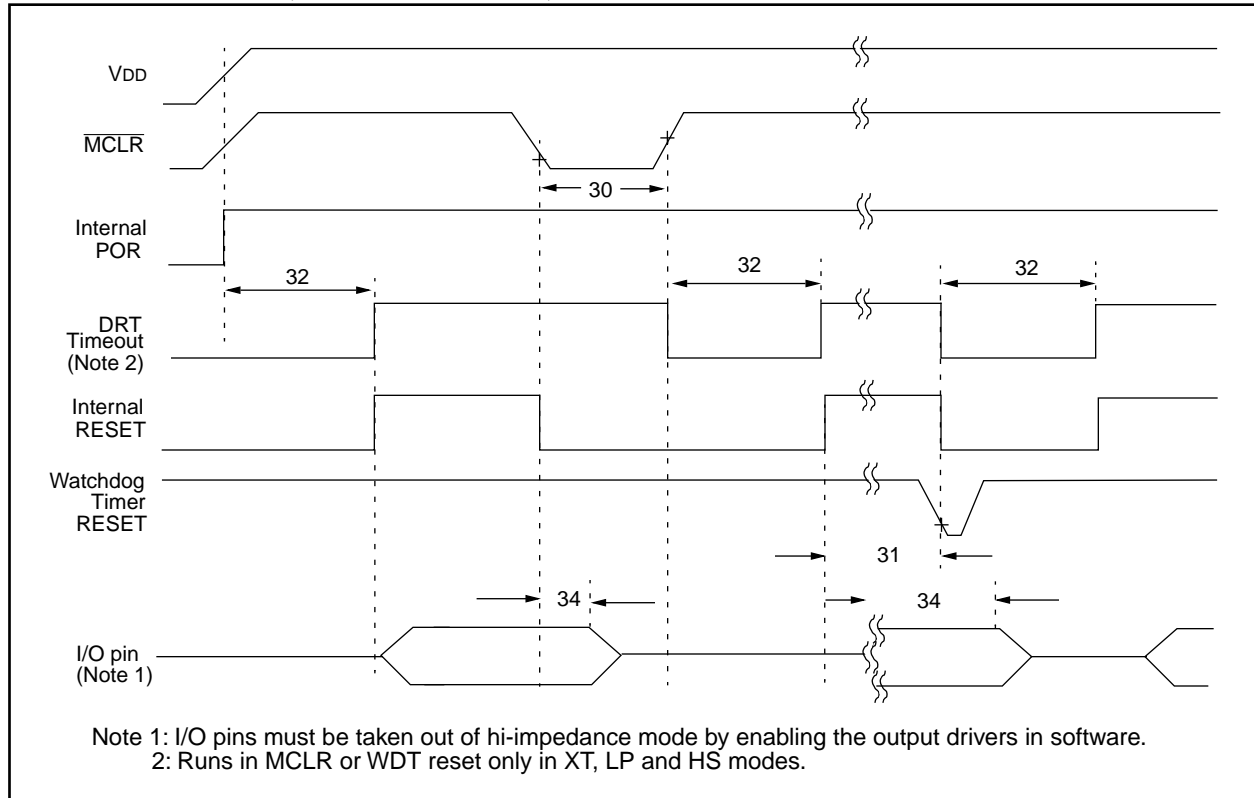 VDD
MCLR
30
Internal
POR
32
32
32
DRT
Timeout
(Note 2)
Internal
RESET
Watchdog
Timer
RESET
31
34
34
I/O pin
(Note 1)
Note 1: I/O pins must be taken out of hi-impedance mode by enabling the output drivers in software.
2: Runs in MCLR or WDT reset only in XT, LP and HS modes.